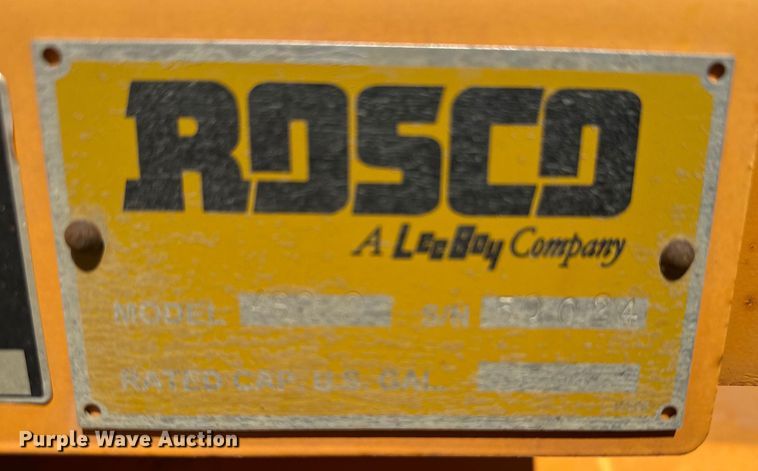 ROSCO
A LeeBoy Company
MODEL S/N
RATED CAP. U.S. GAL.
Purple Wave Auction